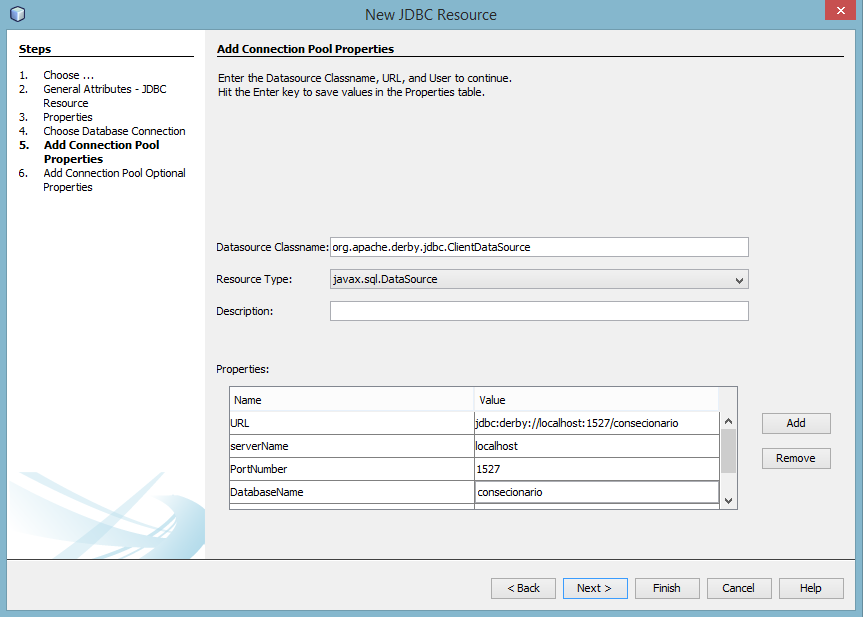 New JDBC Resource
Steps
1. Choose ...
2. General Attributes - JDBC
Resource
3. Properties
4. Choose Database Connection
5. Add Connection Pool
Properties
6. Add Connection Pool Optional
Properties
Add Connection Pool Properties
Enter the Datasource Classname, URL, and User to continue.
Hit the Enter key to save values in the Properties table.
Datasource Classname: org.apache.derby.jdbc.ClientDataSource
Resource Type: javax.sql.DataSource
Description:
Properties:
Name Value
URL jdbc:derby://localhost:1527/consecionario
serverName localhost
PortNumber 1527
DatabaseName consecionario
Add
Remove
< Back Next > Finish Cancel Help